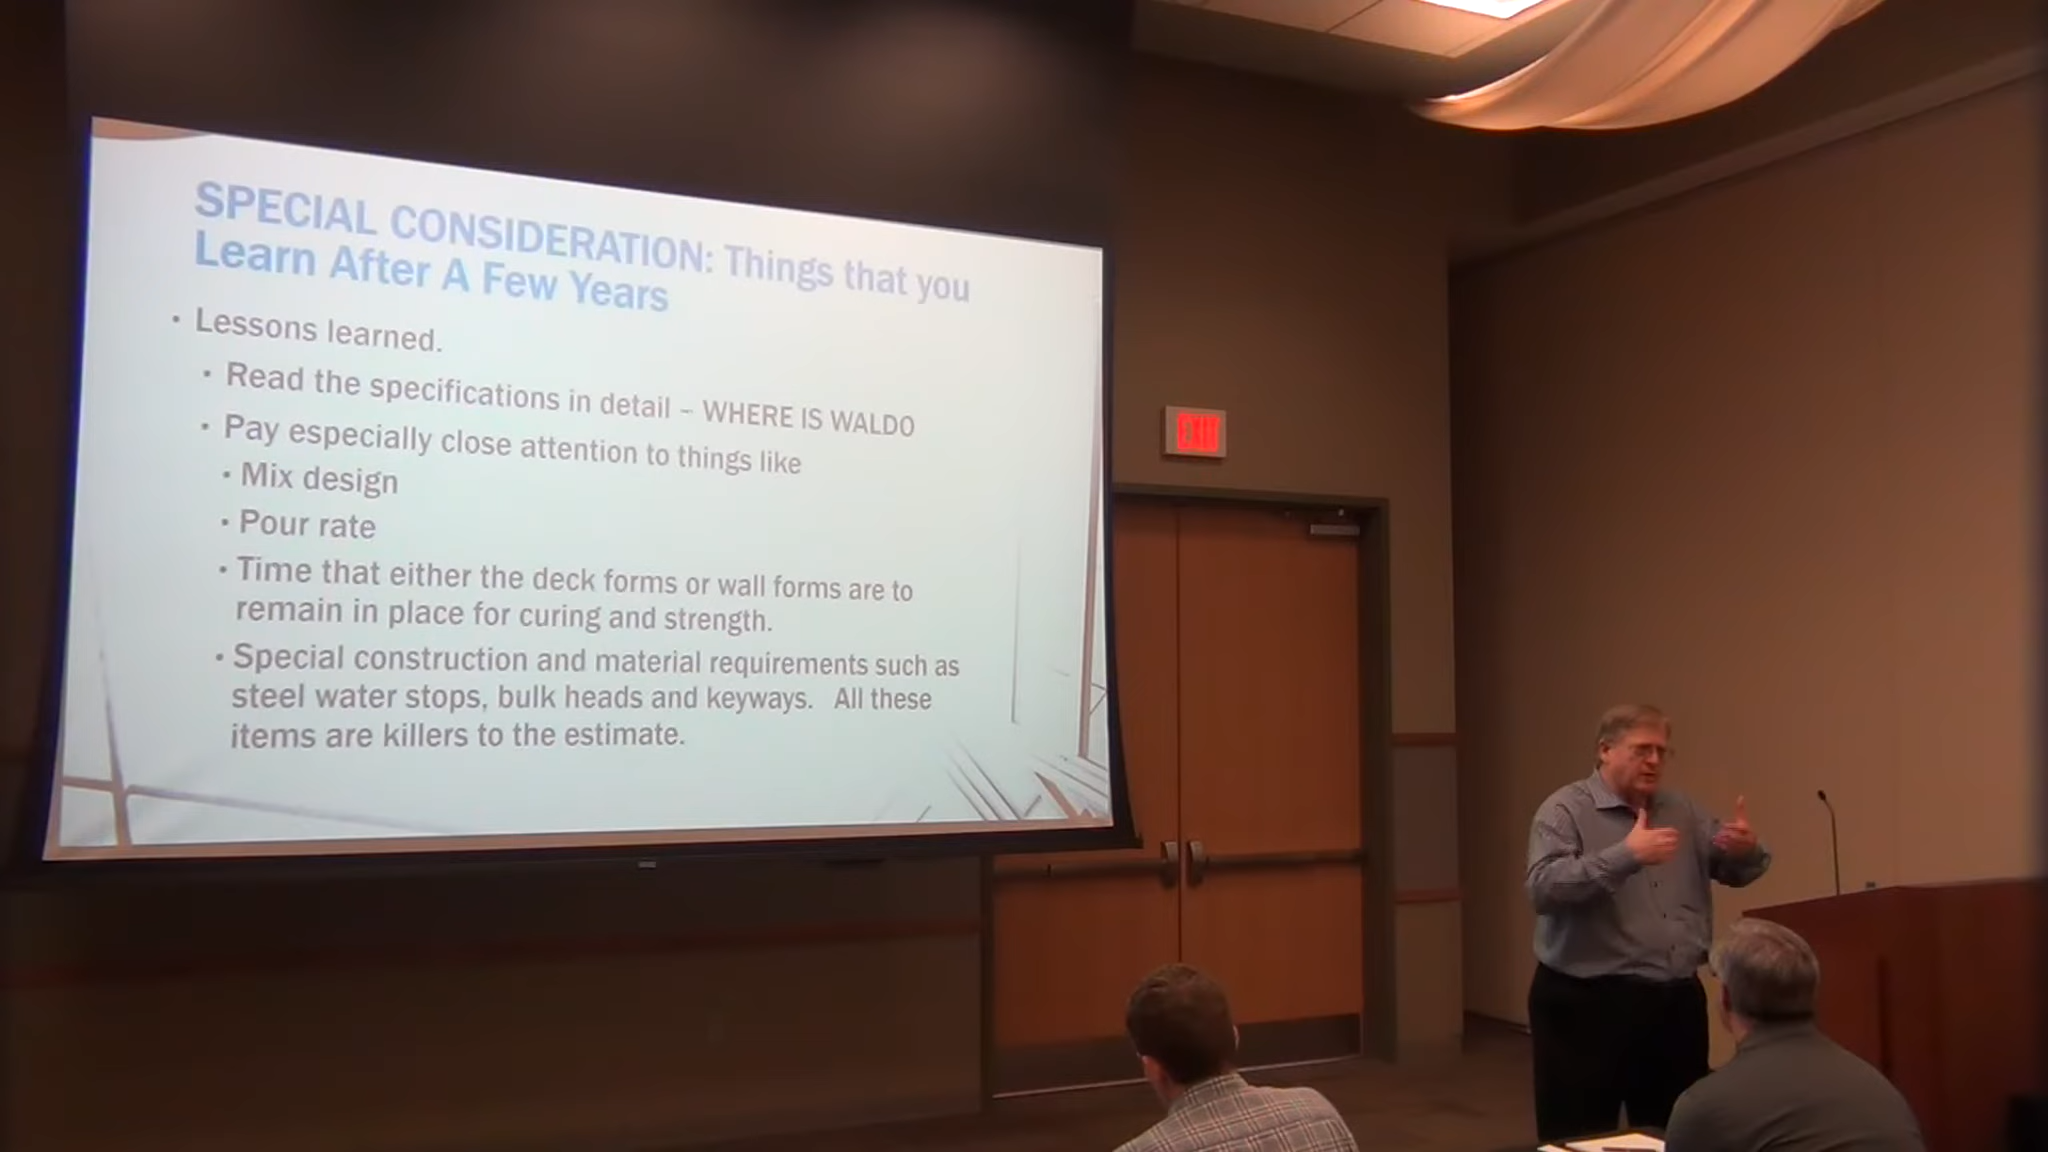 SPECIAL CONSIDERATION: Things that you
Learn After A Few Years
• Lessons learned.
• Read the specifications in detail – WHERE IS WALDO
• Pay especially close attention to things like
• Mix design
• Pour rate
• Time that either the deck forms or wall forms are to
remain in place for curing and strength.
• Special construction and material requirements such as
steel water stops, bulk heads and keyways. All these
items are killers to the estimate.
EXIT